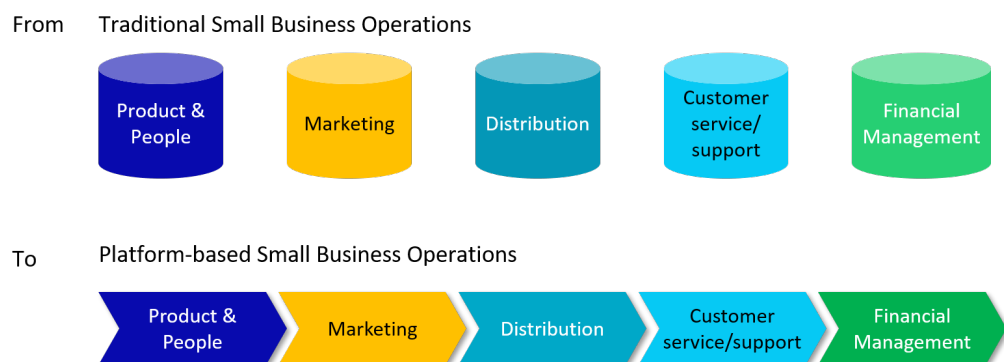 From Traditional Small Business Operations
Product &
People
Marketing
Distribution
Customer
service/
support
Financial
Management
To Platform-based Small Business Operations
Product &
People
Marketing
Distribution
Customer
service/support
Financial
Management